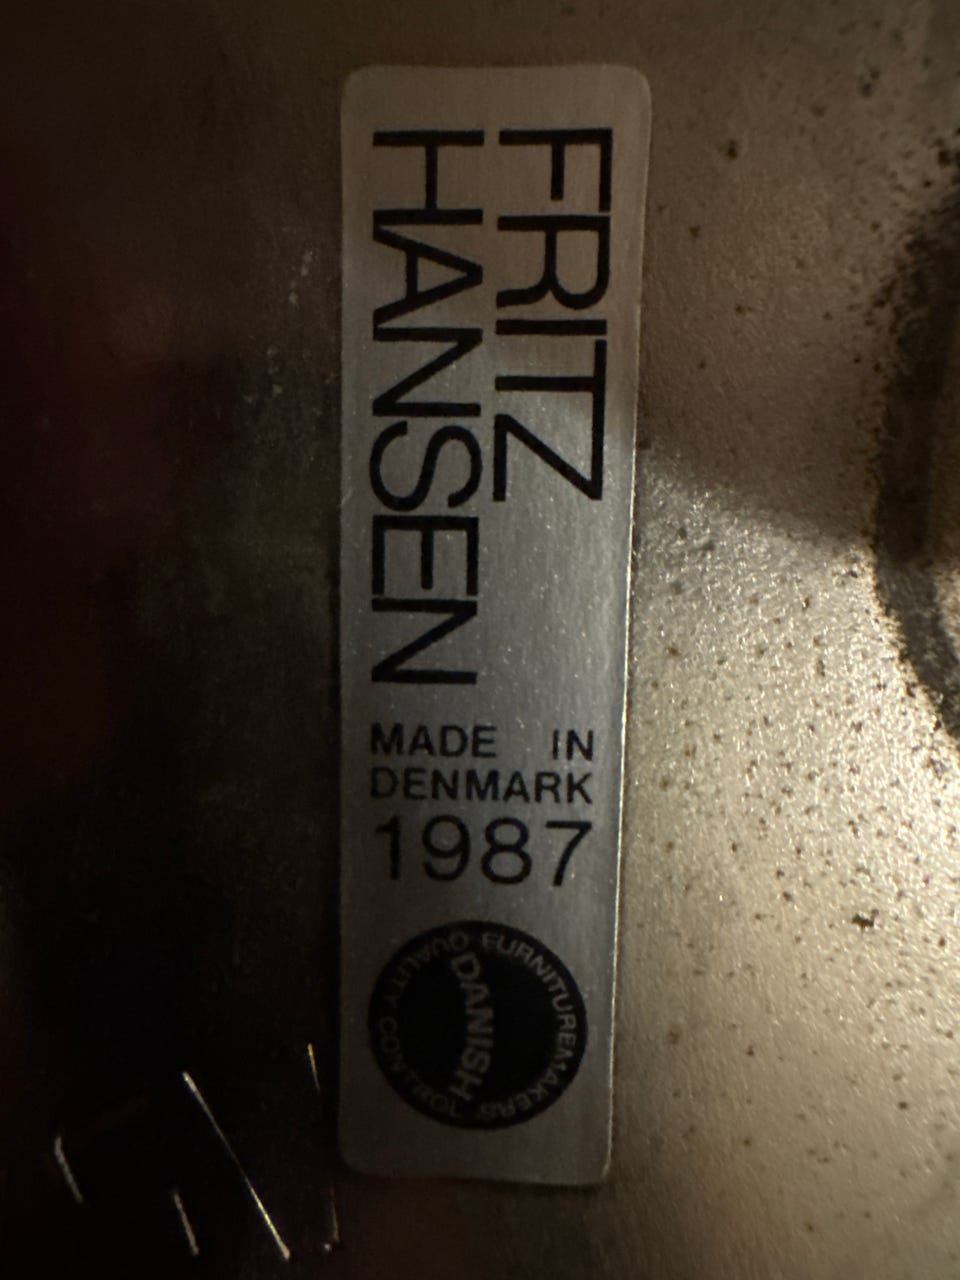 FRITZ
HANSEN
MADE IN
DENMARK
1987
DANISH
FURNITUREMAKERS' QUALITY CONTROL